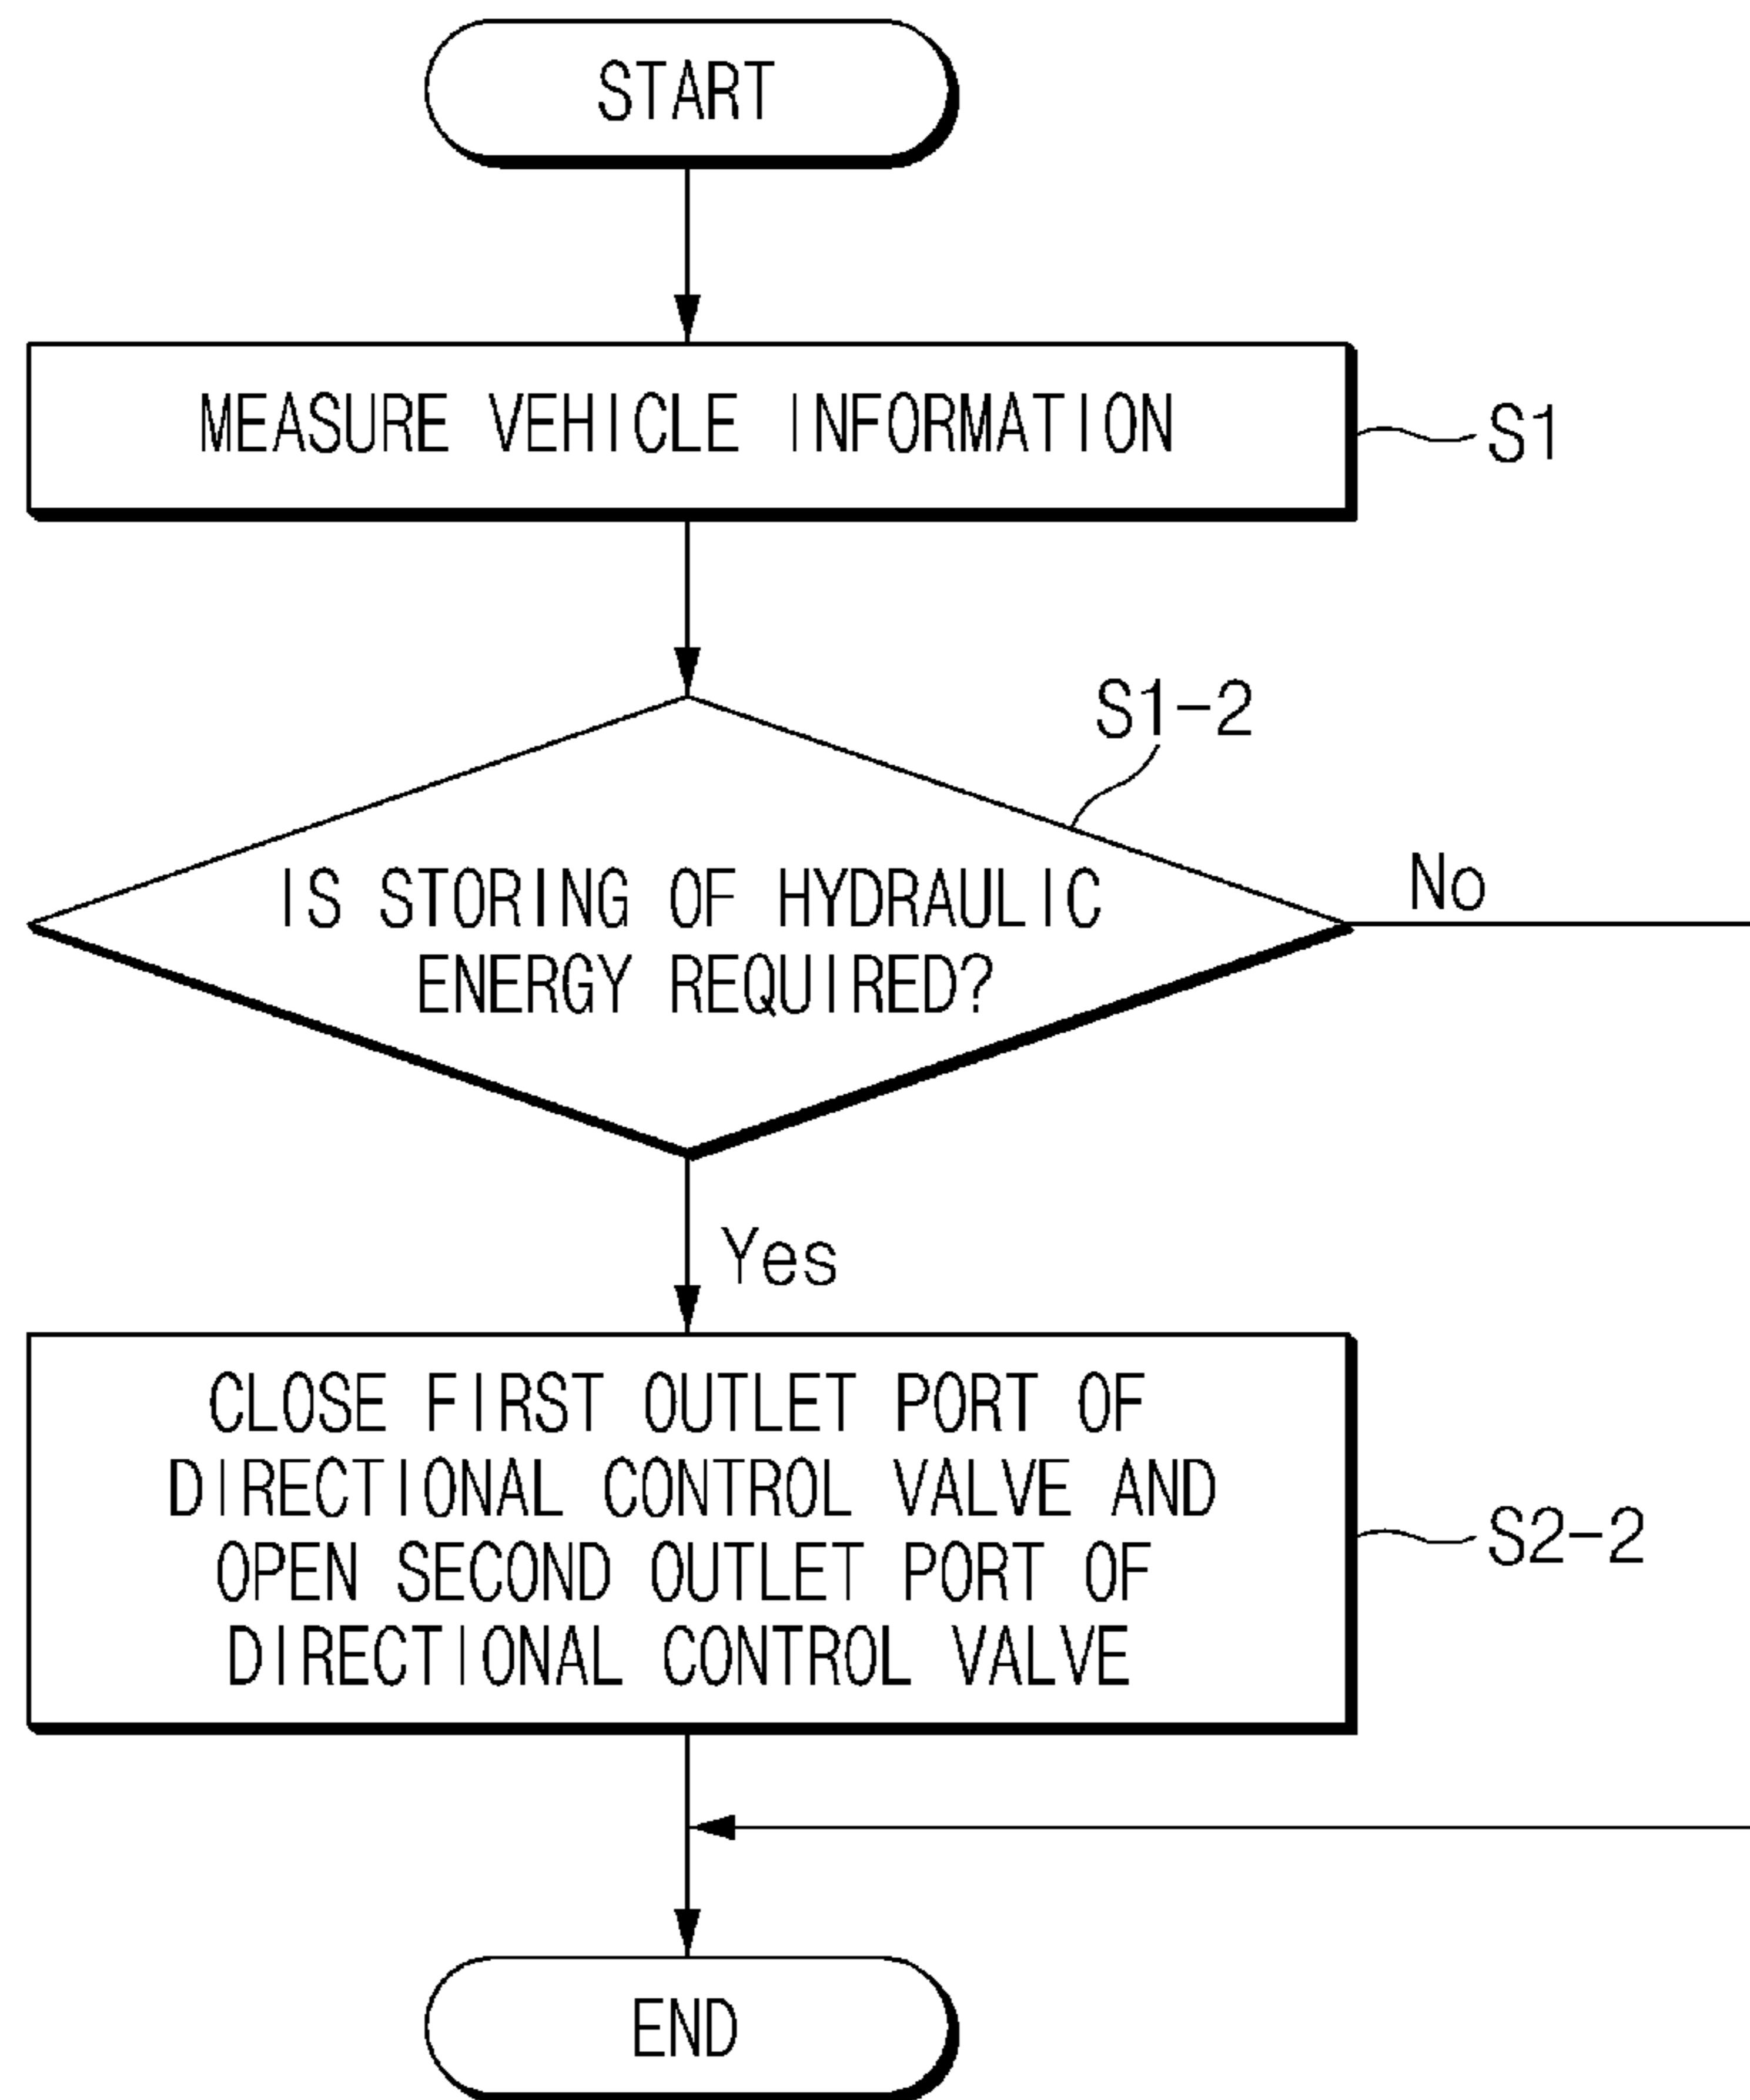 START
MEASURE VEHICLE INFORMATION
S1
S1-2
IS STORING OF HYDRAULIC
ENERGY REQUIRED?
No
Yes
CLOSE FIRST OUTLET PORT OF
DIRECTIONAL CONTROL VALVE AND
OPEN SECOND OUTLET PORT OF
DIRECTIONAL CONTROL VALVE
S2-2
END